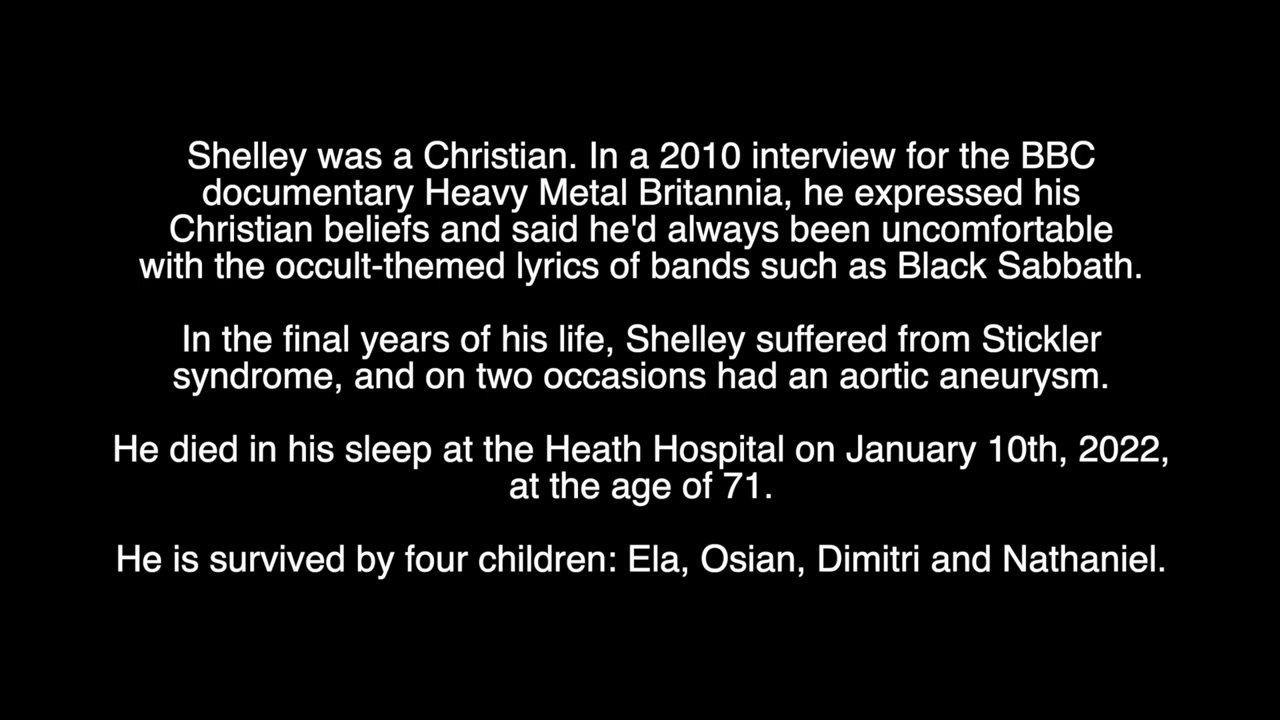 Shelley was a Christian. In a 2010 interview for the BBC
documentary Heavy Metal Britannia, he expressed his
Christian beliefs and said he'd always been uncomfortable
with the occult-themed lyrics of bands such as Black Sabbath.
In the final years of his life, Shelley suffered from Stickler
syndrome, and on two occasions had an aortic aneurysm.
He died in his sleep at the Heath Hospital on January 10th, 2022,
at the age of 71.
He is survived by four children: Ela, Osian, Dimitri and Nathaniel.